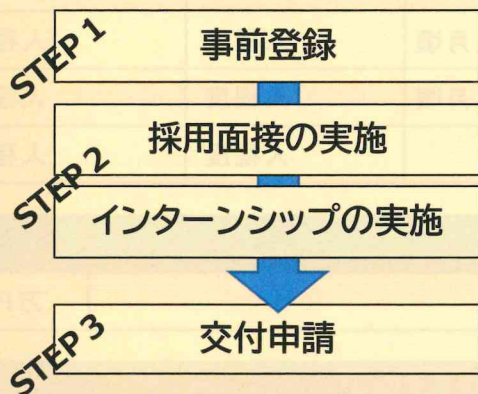 STEP 1
事前登録
STEP 2
採用面接の実施
インターンシップの実施
STEP 3
交付申請